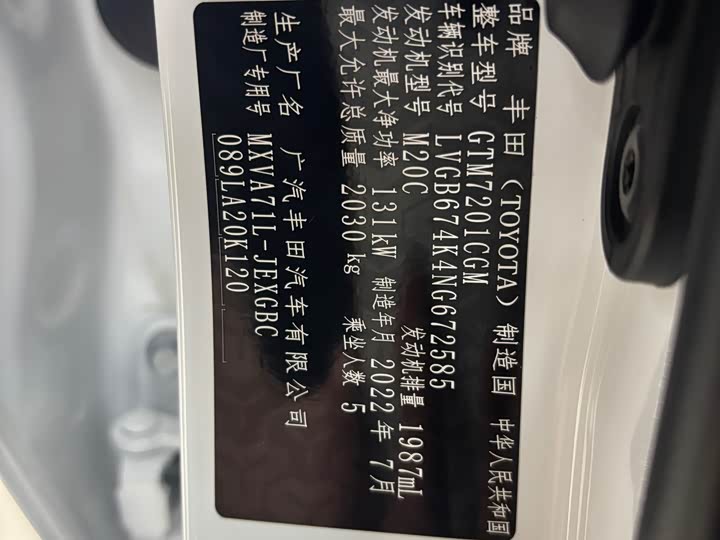 品牌 丰田（TOYOTA） 制造国 中华人民共和国
整车型号 GTM7201CGM
车辆识别代号 LVGB674K4NG672585
发动机型号 M20C 发动机排量 1987mL
发动机最大净功率 131kW 制造年月 2022年 7月
最大允许总质量 2030 kg 乘坐人数 5
生产厂名 广汽丰田汽车有限公司
制造厂专用号 MXVA71L-JEXGBC
089LA20K120